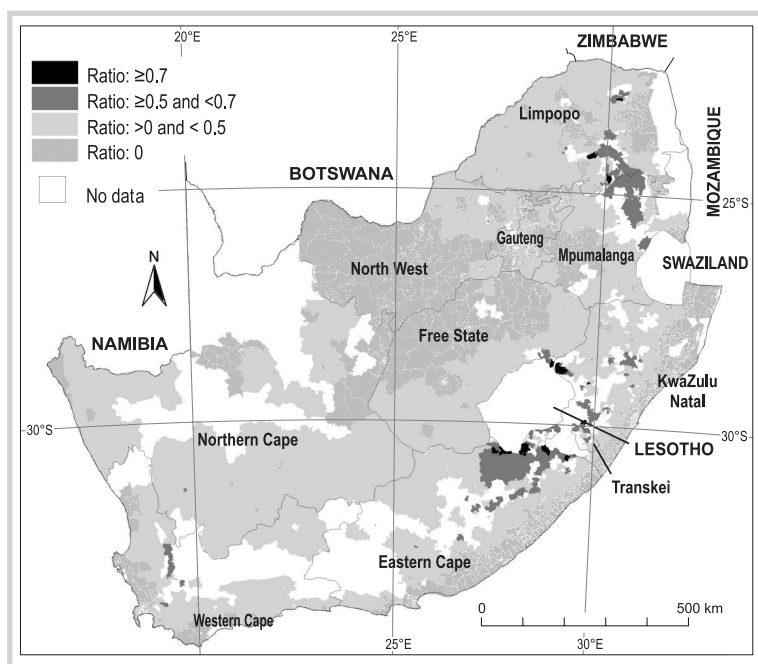 20°E
25°E
ZIMBABWE
Ratio: ≥0.7
Ratio: ≥0.5 and <0.7
Ratio: >0 and < 0.5
Ratio: 0
No data
Limpopo
MOZAMBIQUE
BOTSWANA
25°S
Gauteng
Mpumalanga
N
North West
SWAZILAND
Free State
NAMIBIA
KwaZulu
Natal
30°S
Northern Cape
30°S
LESOTHO
Transkei
Eastern Cape
0
500 km
Western Cape
20°E
25°E
30°E